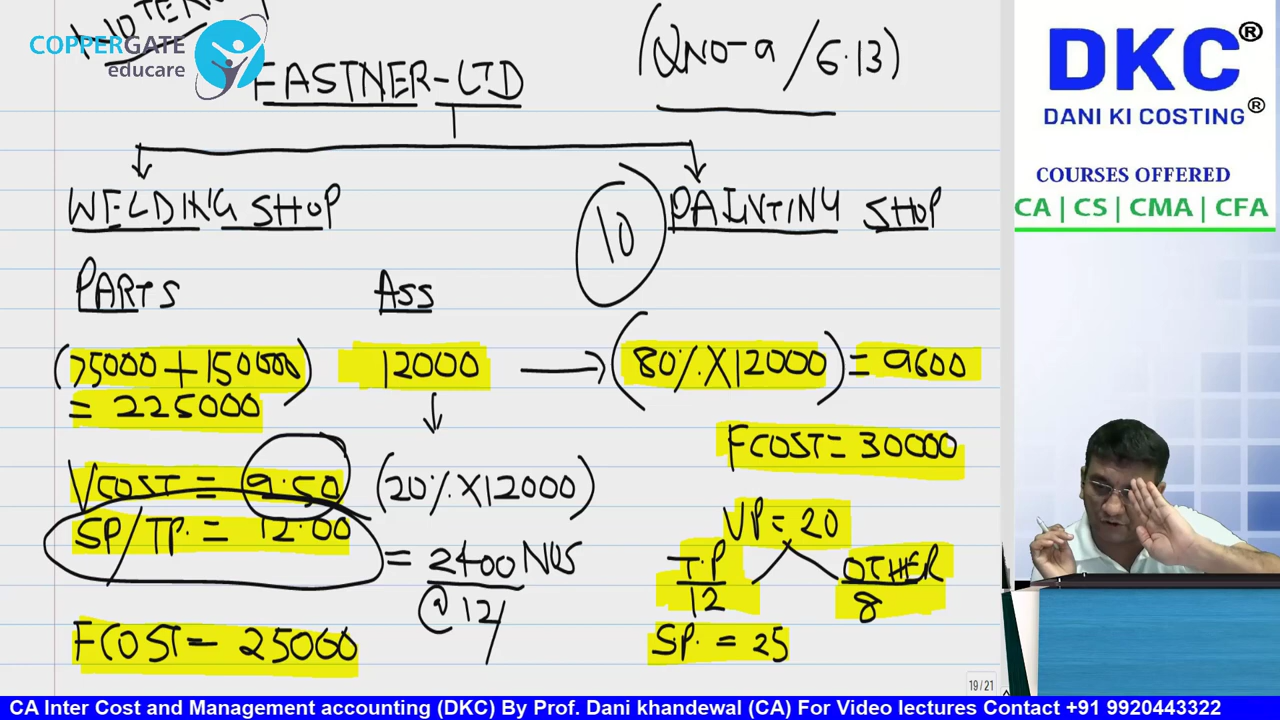 COPPERGATE
educare
FASTNER-LTD
(QNO-a/6.13)
WELDING SHOP
10
PAINTING SHOP
PARTS
ASS
(75000+150000)
= 225000
12000 → (80%X12000) = 9600
FCOST = 30000
VCOST = 9.50
(20%X12000)
SP/TP. = 12.00
= 2400 NOS
@12/
VP = 20
T.P
12
OTHER
8
FCOST = 25000
SP. = 25
19/21
DKC®
DANI KI COSTING®
COURSES OFFERED
CA | CS | CMA | CFA
CA Inter Cost and Management accounting (DKC) By Prof. Dani khandewal (CA) For Video lectures Contact +91 9920443322